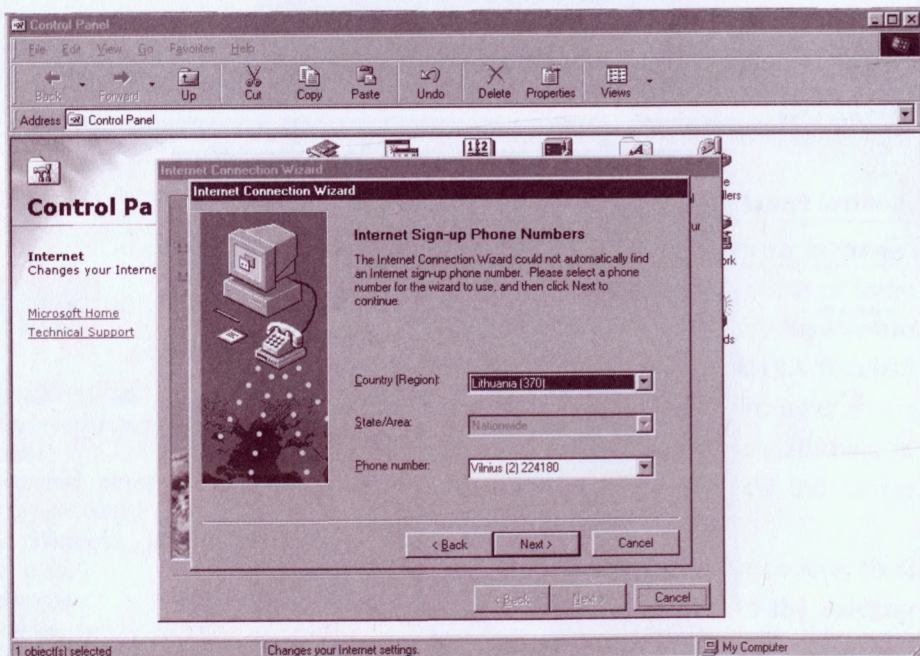 Control Panel
File Edit View Go Favorites Help
Back Forward Up Cut Copy Paste Undo Delete Properties Views
Address Control Panel
Control Pa
Internet
Changes your Interne
Microsoft Home
Technical Support
Internet Connection Wizard
Internet Connection Wizard
Internet Sign-up Phone Numbers
The Internet Connection Wizard could not automatically find
an Internet sign-up phone number. Please select a phone
number for the wizard to use, and then click Next to
continue.
Country (Region): Lithuania (370)
State/Area: Nationwide
Phone number: Vilnius (2) 224180
< Back Next > Cancel
< Back Next > Cancel
1 object(s) selected Changes your Internet settings. My Computer